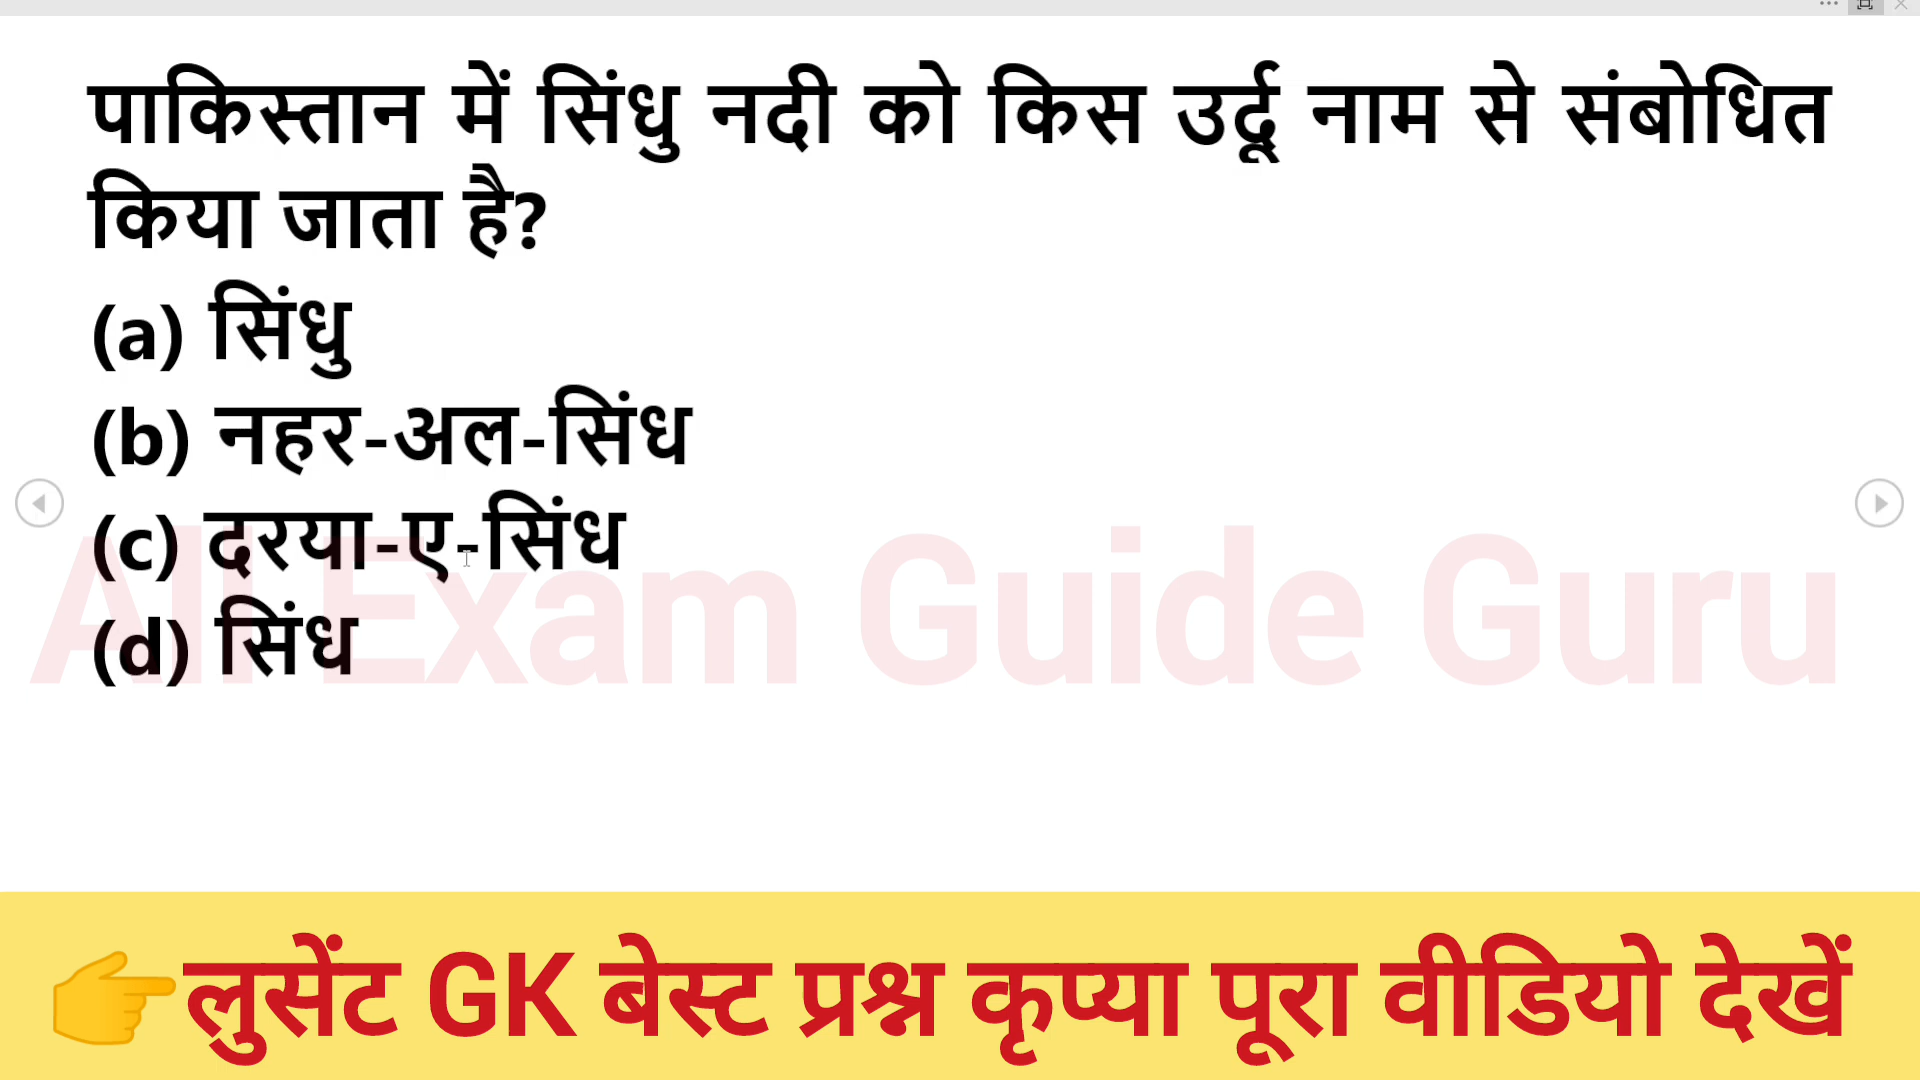 पाकिस्तान में सिंधु नदी को किस उर्दू नाम से संबोधित
किया जाता है?
(a) सिंधु
(b) नहर-अल-सिंध
(c) दरया-ए-सिंध
(d) सिंध
All Exam Guide Guru
👉लुसेंट GK बेस्ट प्रश्न कृप्या पूरा वीडियो देखें